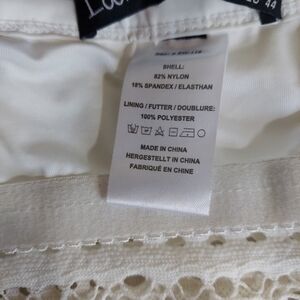 44
SHELL:
82% NYLON
18% SPANDEX / ELASTHAN
LINING / FUTTER / DOUBLURE:
100% POLYESTER
MADE IN CHINA
HERGESTELLT IN CHINA
FABRIQUÉ EN CHINE